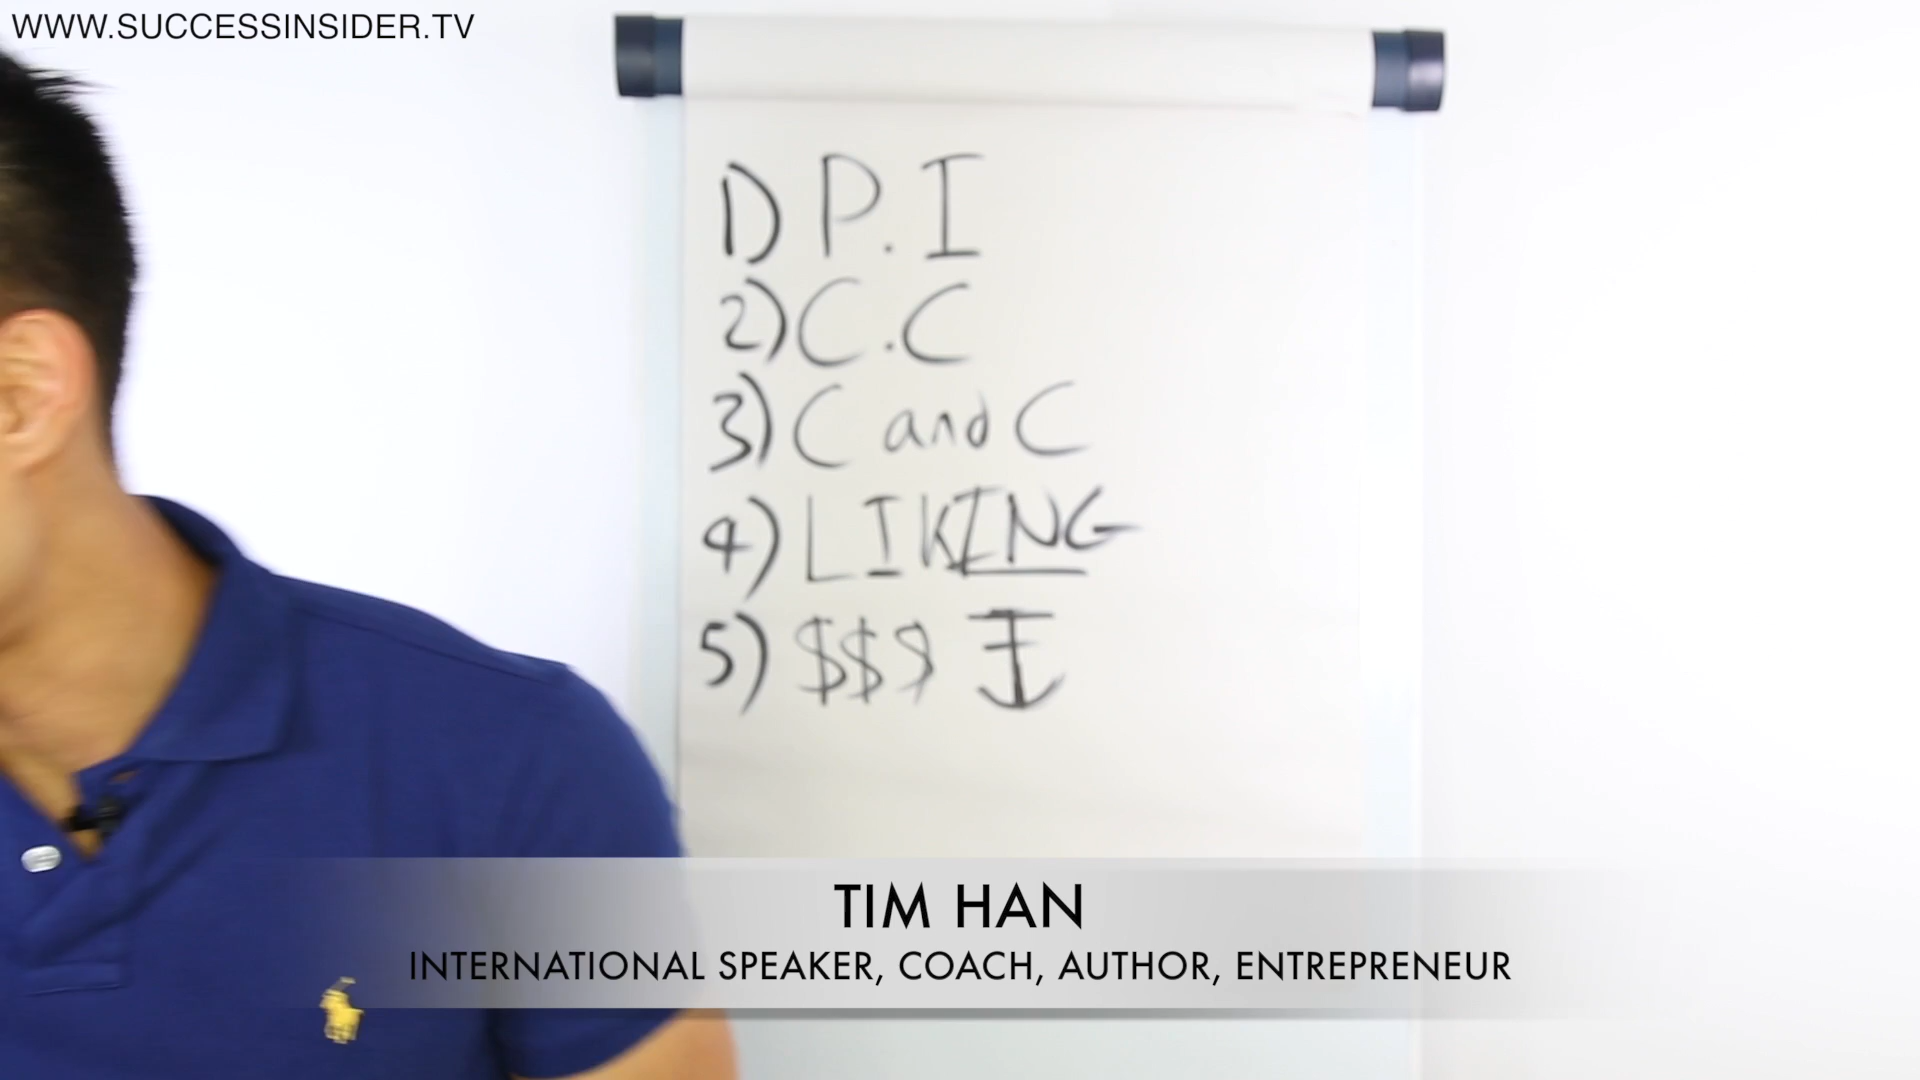 WWW.SUCCESSINSIDER.TV
1) P.I
2) C.C
3) C and C
4) LIKING
5) $$$
TIM HAN
INTERNATIONAL SPEAKER, COACH, AUTHOR, ENTREPRENEUR